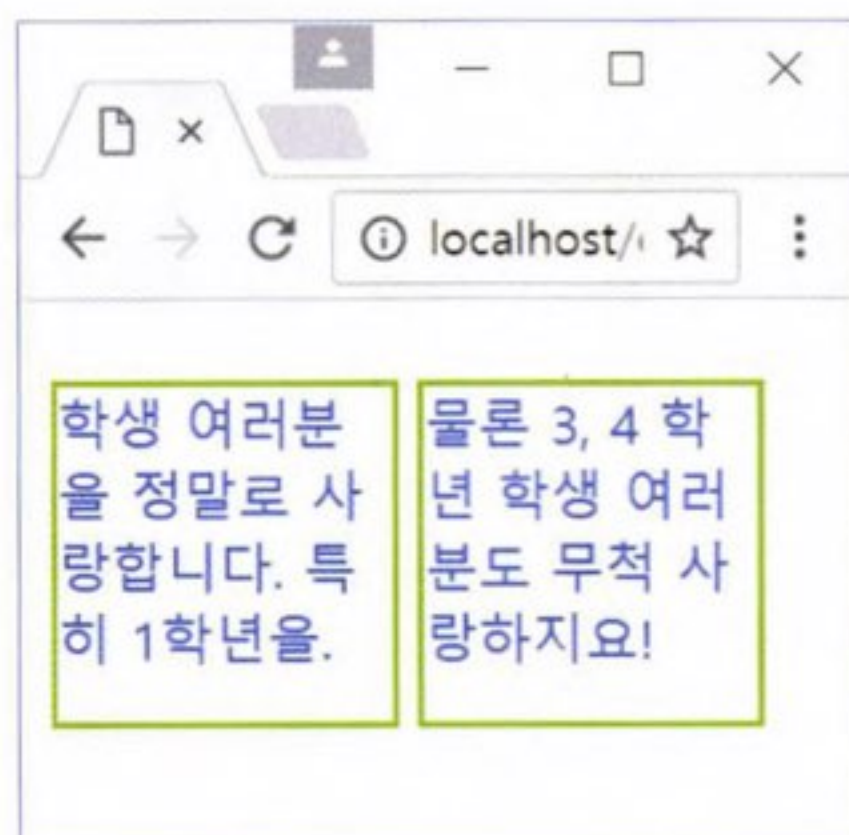 localhost/
학생 여러분
을 정말로 사
랑합니다. 특
히 1학년을.
물론 3, 4 학
년 학생 여러
분도 무척 사
랑하지요!